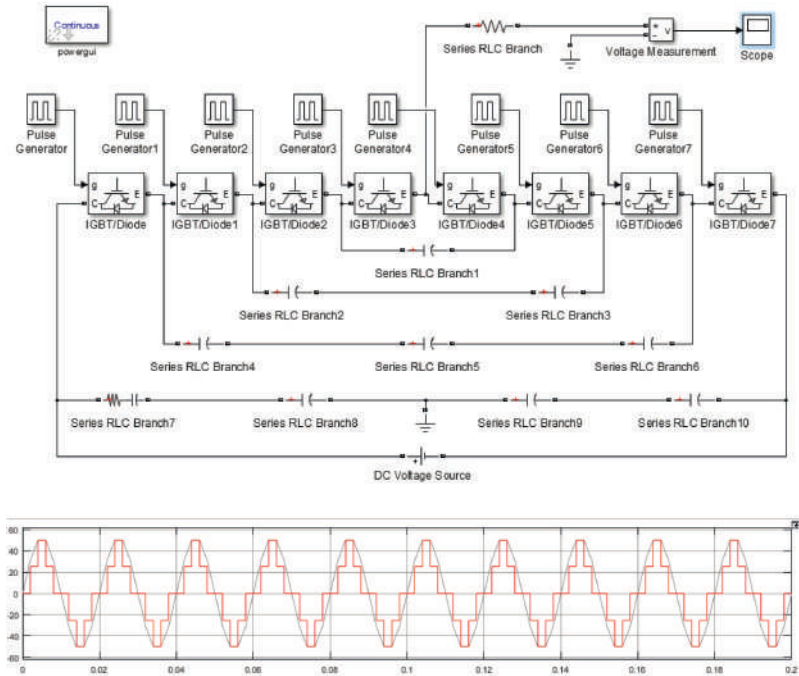 Continuous
powergui
Series RLC Branch
+
-
v
Voltage Measurement
Scope
Pulse Generator
Pulse Generator1
Pulse Generator2
Pulse Generator3
Pulse Generator4
Pulse Generator5
Pulse Generator6
Pulse Generator7
g C E
g C E
g C E
g C E
g C E
g C E
g C E
g C E
IGBT/Diode
IGBT/Diode1
IGBT/Diode2
IGBT/Diode3
IGBT/Diode4
IGBT/Diode5
IGBT/Diode6
IGBT/Diode7
Series RLC Branch1
Series RLC Branch2
Series RLC Branch3
Series RLC Branch4
Series RLC Branch5
Series RLC Branch6
Series RLC Branch7
Series RLC Branch8
Series RLC Branch9
Series RLC Branch10
+
DC Voltage Source
60
40
20
0
-20
-40
-60
0 0.02 0.04 0.06 0.08 0.1 0.12 0.14 0.16 0.18 0.2